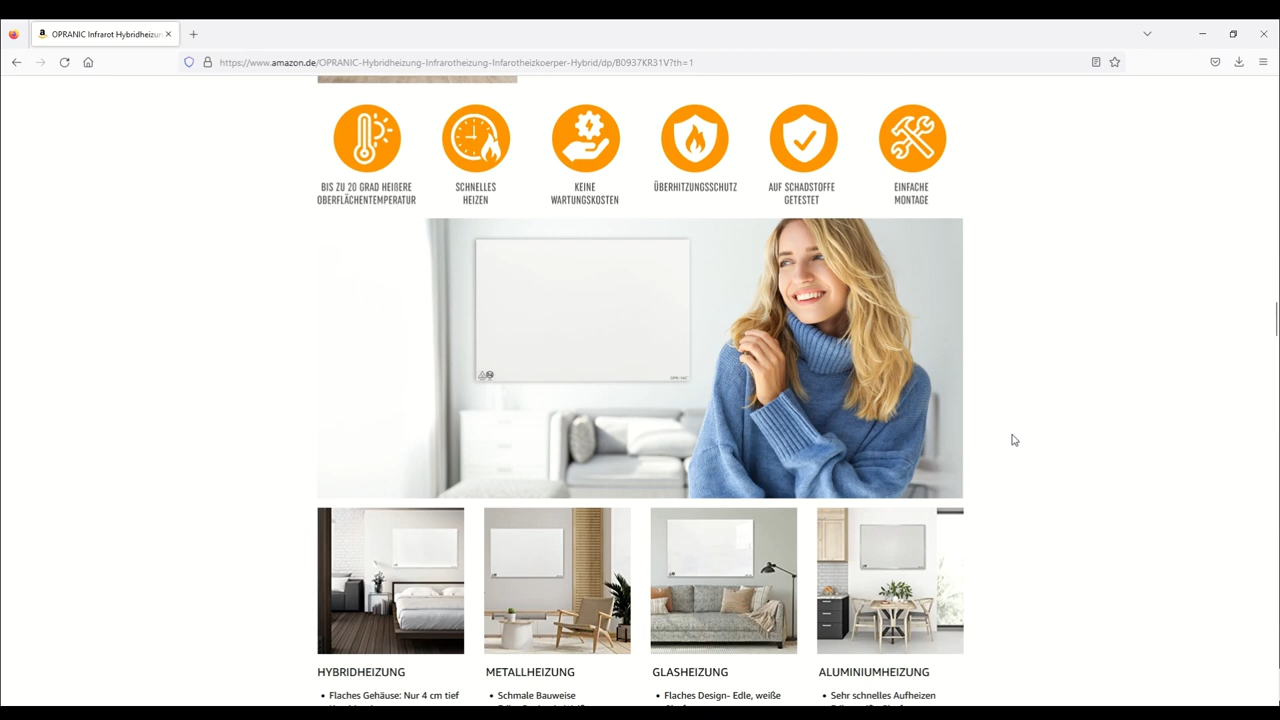 OPRANIC Infrarot Hybridheizun
https://www.amazon.de/OPRANIC-Hybridheizung-Infrarotheizung-Infarotheizkoerper-Hybrid/dp/B0937KR31V?th=1
BIS ZU 20 GRAD HEIßERE
OBERFLÄCHENTEMPERATUR
SCHNELLES
HEIZEN
KEINE
WARTUNGSKOSTEN
ÜBERHITZUNGSSCHUTZ
AUF SCHADSTOFFE
GETESTET
EINFACHE
MONTAGE
HYBRIDHEIZUNG
• Flaches Gehäuse: Nur 4 cm tief
METALLHEIZUNG
• Schmale Bauweise
GLASHEIZUNG
• Flaches Design- Edle, weiße
ALUMINIUMHEIZUNG
• Sehr schnelles Aufheizen